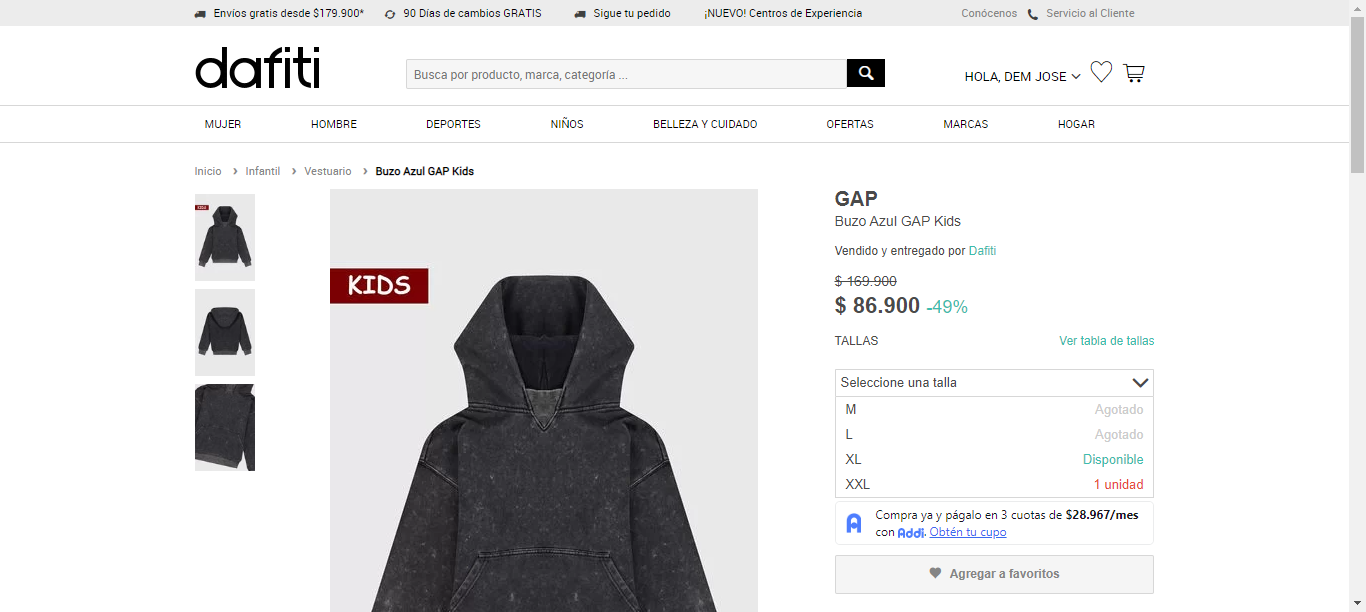 Envíos gratis desde $179.900* 90 Días de cambios GRATIS Sigue tu pedido ¡NUEVO! Centros de Experiencia Conócenos Servicio al Cliente
dafiti
Busca por producto, marca, categoría ...
HOLA, DEM JOSE
MUJER HOMBRE DEPORTES NIÑOS BELLEZA Y CUIDADO OFERTAS MARCAS HOGAR
Inicio › Infantil › Vestuario › Buzo Azul GAP Kids
KIDS
KIDS
GAP
Buzo Azul GAP Kids
Vendido y entregado por Dafiti
$ 169.900
$ 86.900 -49%
TALLAS Ver tabla de tallas
Seleccione una talla
M Agotado
L Agotado
XL Disponible
XXL 1 unidad
Compra ya y págalo en 3 cuotas de $28.967/mes
con Addi. Obtén tu cupo
Agregar a favoritos